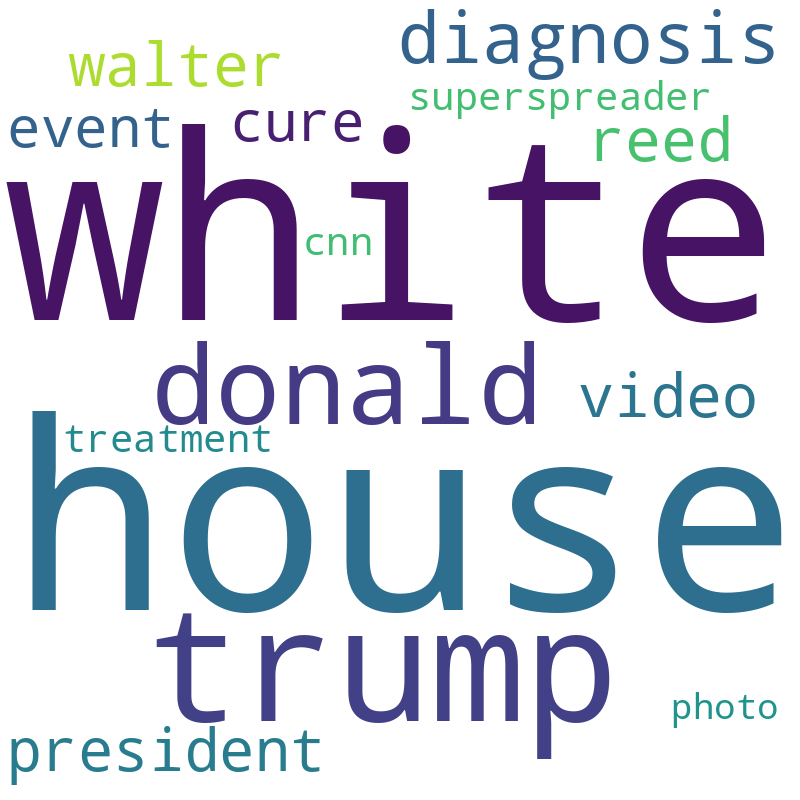 diagnosis
walter
superspreader
event
cure
reed
white
cnn
donald
video
treatment
house
trump
photo
president